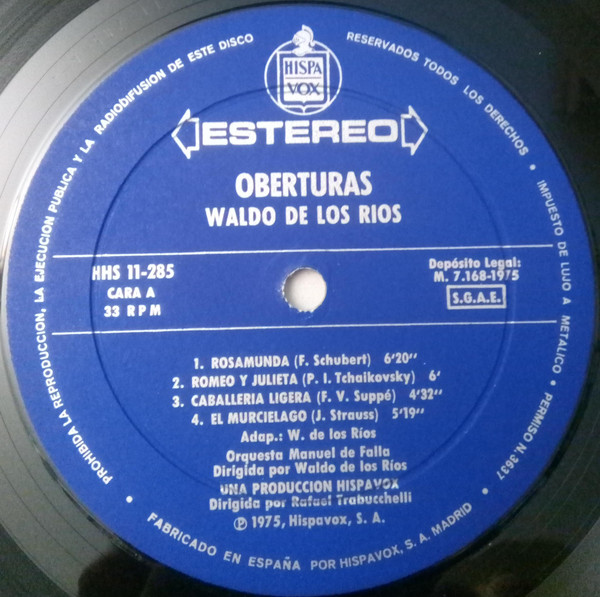 PROHIBIDA LA REPRODUCCION, LA EJECUCION PUBLICA Y LA RADIODIFUSION DE ESTE DISCO
RESERVADOS TODOS LOS DERECHOS • IMPUESTO DE LUJO A METALICO • PERMISO N. 3637
HISPA
VOX
ESTEREO
OBERTURAS
WALDO DE LOS RIOS
HHS 11-285
CARA A
33 RPM
Depósito Legal:
M. 7.168-1975
S.G.A.E.
1. ROSAMUNDA (F. Schubert) 6'20"
2. ROMEO Y JULIETA (P. I. Tchaikovsky) 6'
3. CABALLERIA LIGERA (F. V. Suppé) 4'32"
4. EL MURCIELAGO (J. Strauss) 5'19"
Adap.: W. de los Ríos
Orquesta Manuel de Falla
Dirigida por Waldo de los Ríos
UNA PRODUCCION HISPAVOX
Dirigida por Rafael Trabucchelli
Ⓟ 1975, Hispavox, S. A.
• FABRICADO EN ESPAÑA POR HISPAVOX, S. A. MADRID •